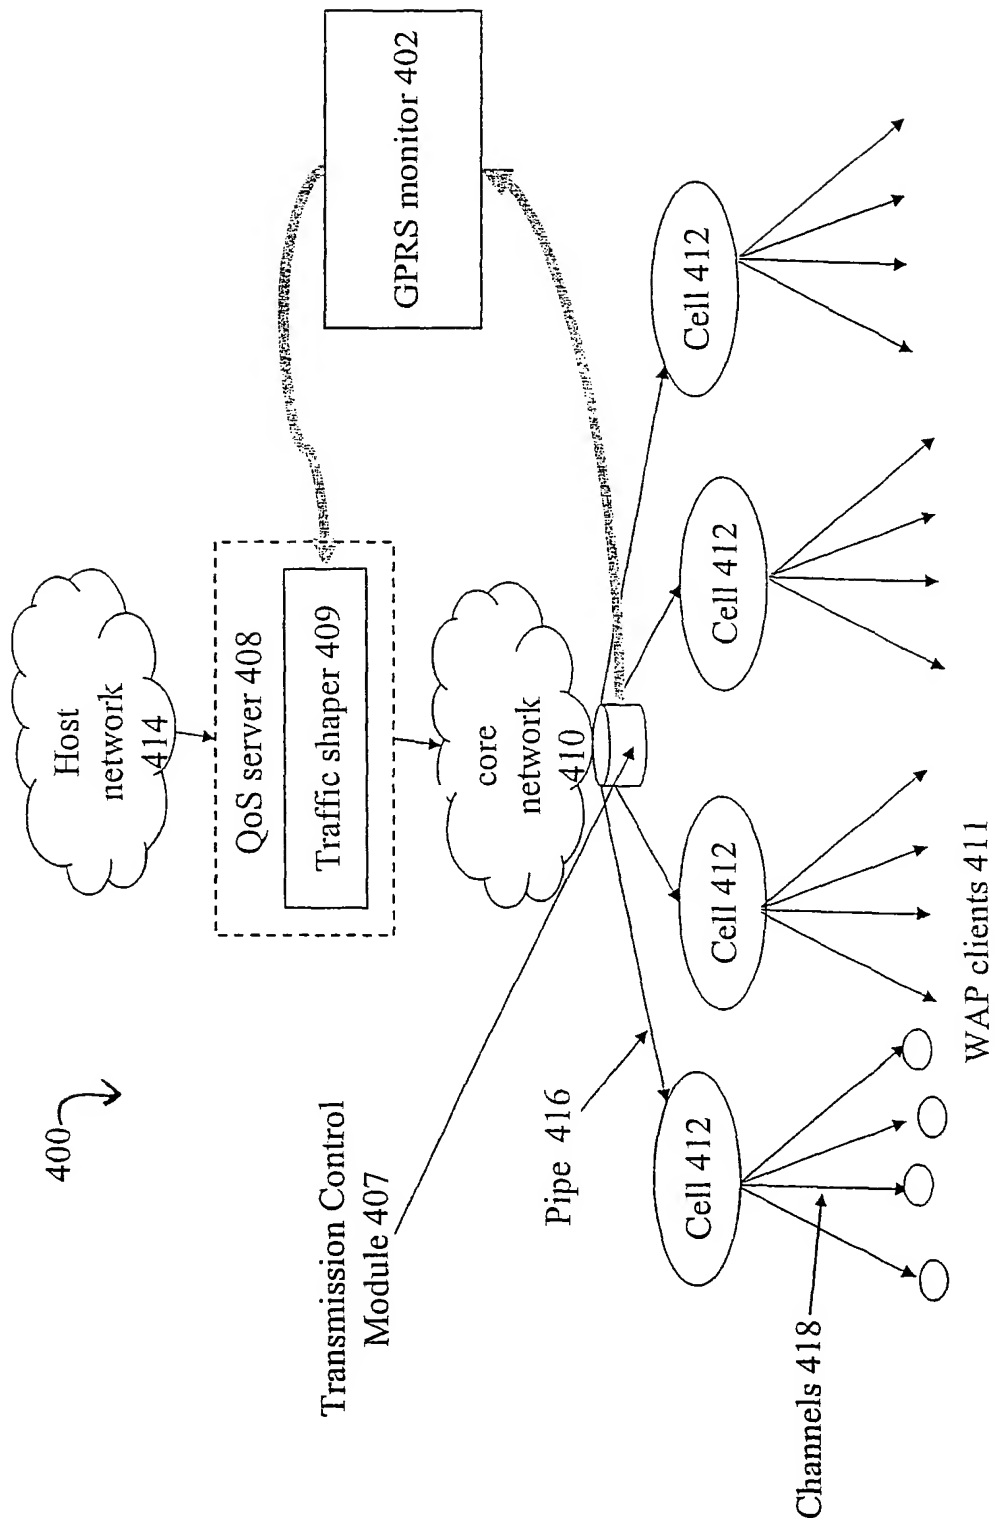 400
Host
network
414
QoS server 408
Traffic shaper 409
GPRS monitor 402
core
network
410
Transmission Control
Module 407
Pipe 416
Cell 412
Cell 412
Cell 412
Cell 412
Channels 418
WAP clients 411